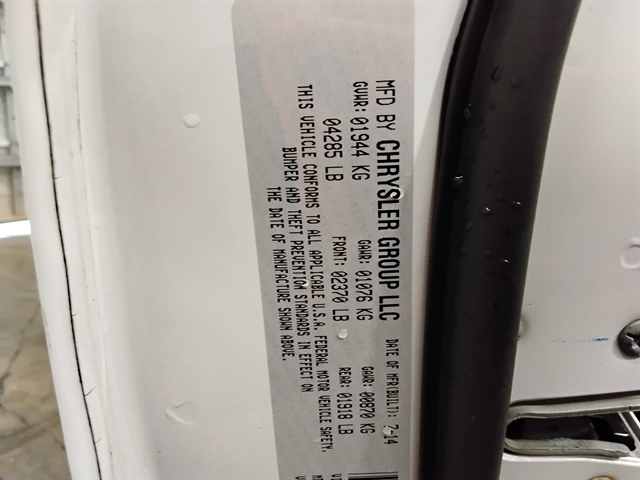 MFD BY CHRYSLER GROUP LLC DATE OF MFR(BUILT): 7-14
GVWR: 01944 KG GAWR: 01076 KG GAWR: 00870 KG
04285 LB FRONT: 02370 LB REAR: 01918 LB
THIS VEHICLE CONFORMS TO ALL APPLICABLE U.S.A. FEDERAL MOTOR VEHICLE SAFETY,
BUMPER AND THEFT PREVENTION STANDARDS IN EFFECT ON
THE DATE OF MANUFACTURE SHOWN ABOVE.